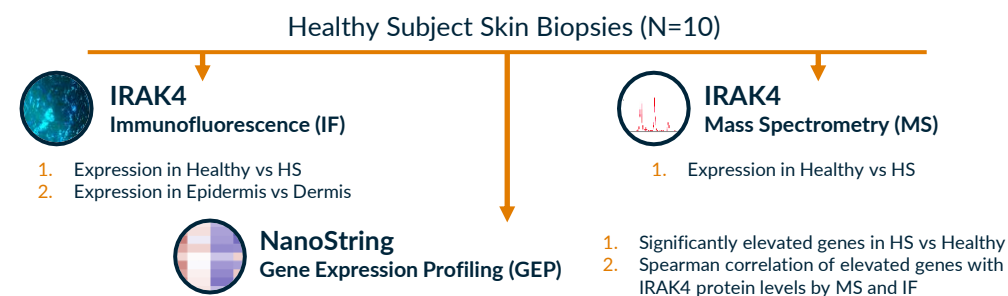 Healthy Subject Skin Biopsies (N=10)
IRAK4
Immunofluorescence (IF)
1. Expression in Healthy vs HS
2. Expression in Epidermis vs Dermis
IRAK4
Mass Spectrometry (MS)
1. Expression in Healthy vs HS
NanoString
Gene Expression Profiling (GEP)
1. Significantly elevated genes in HS vs Healthy
2. Spearman correlation of elevated genes with
IRAK4 protein levels by MS and IF